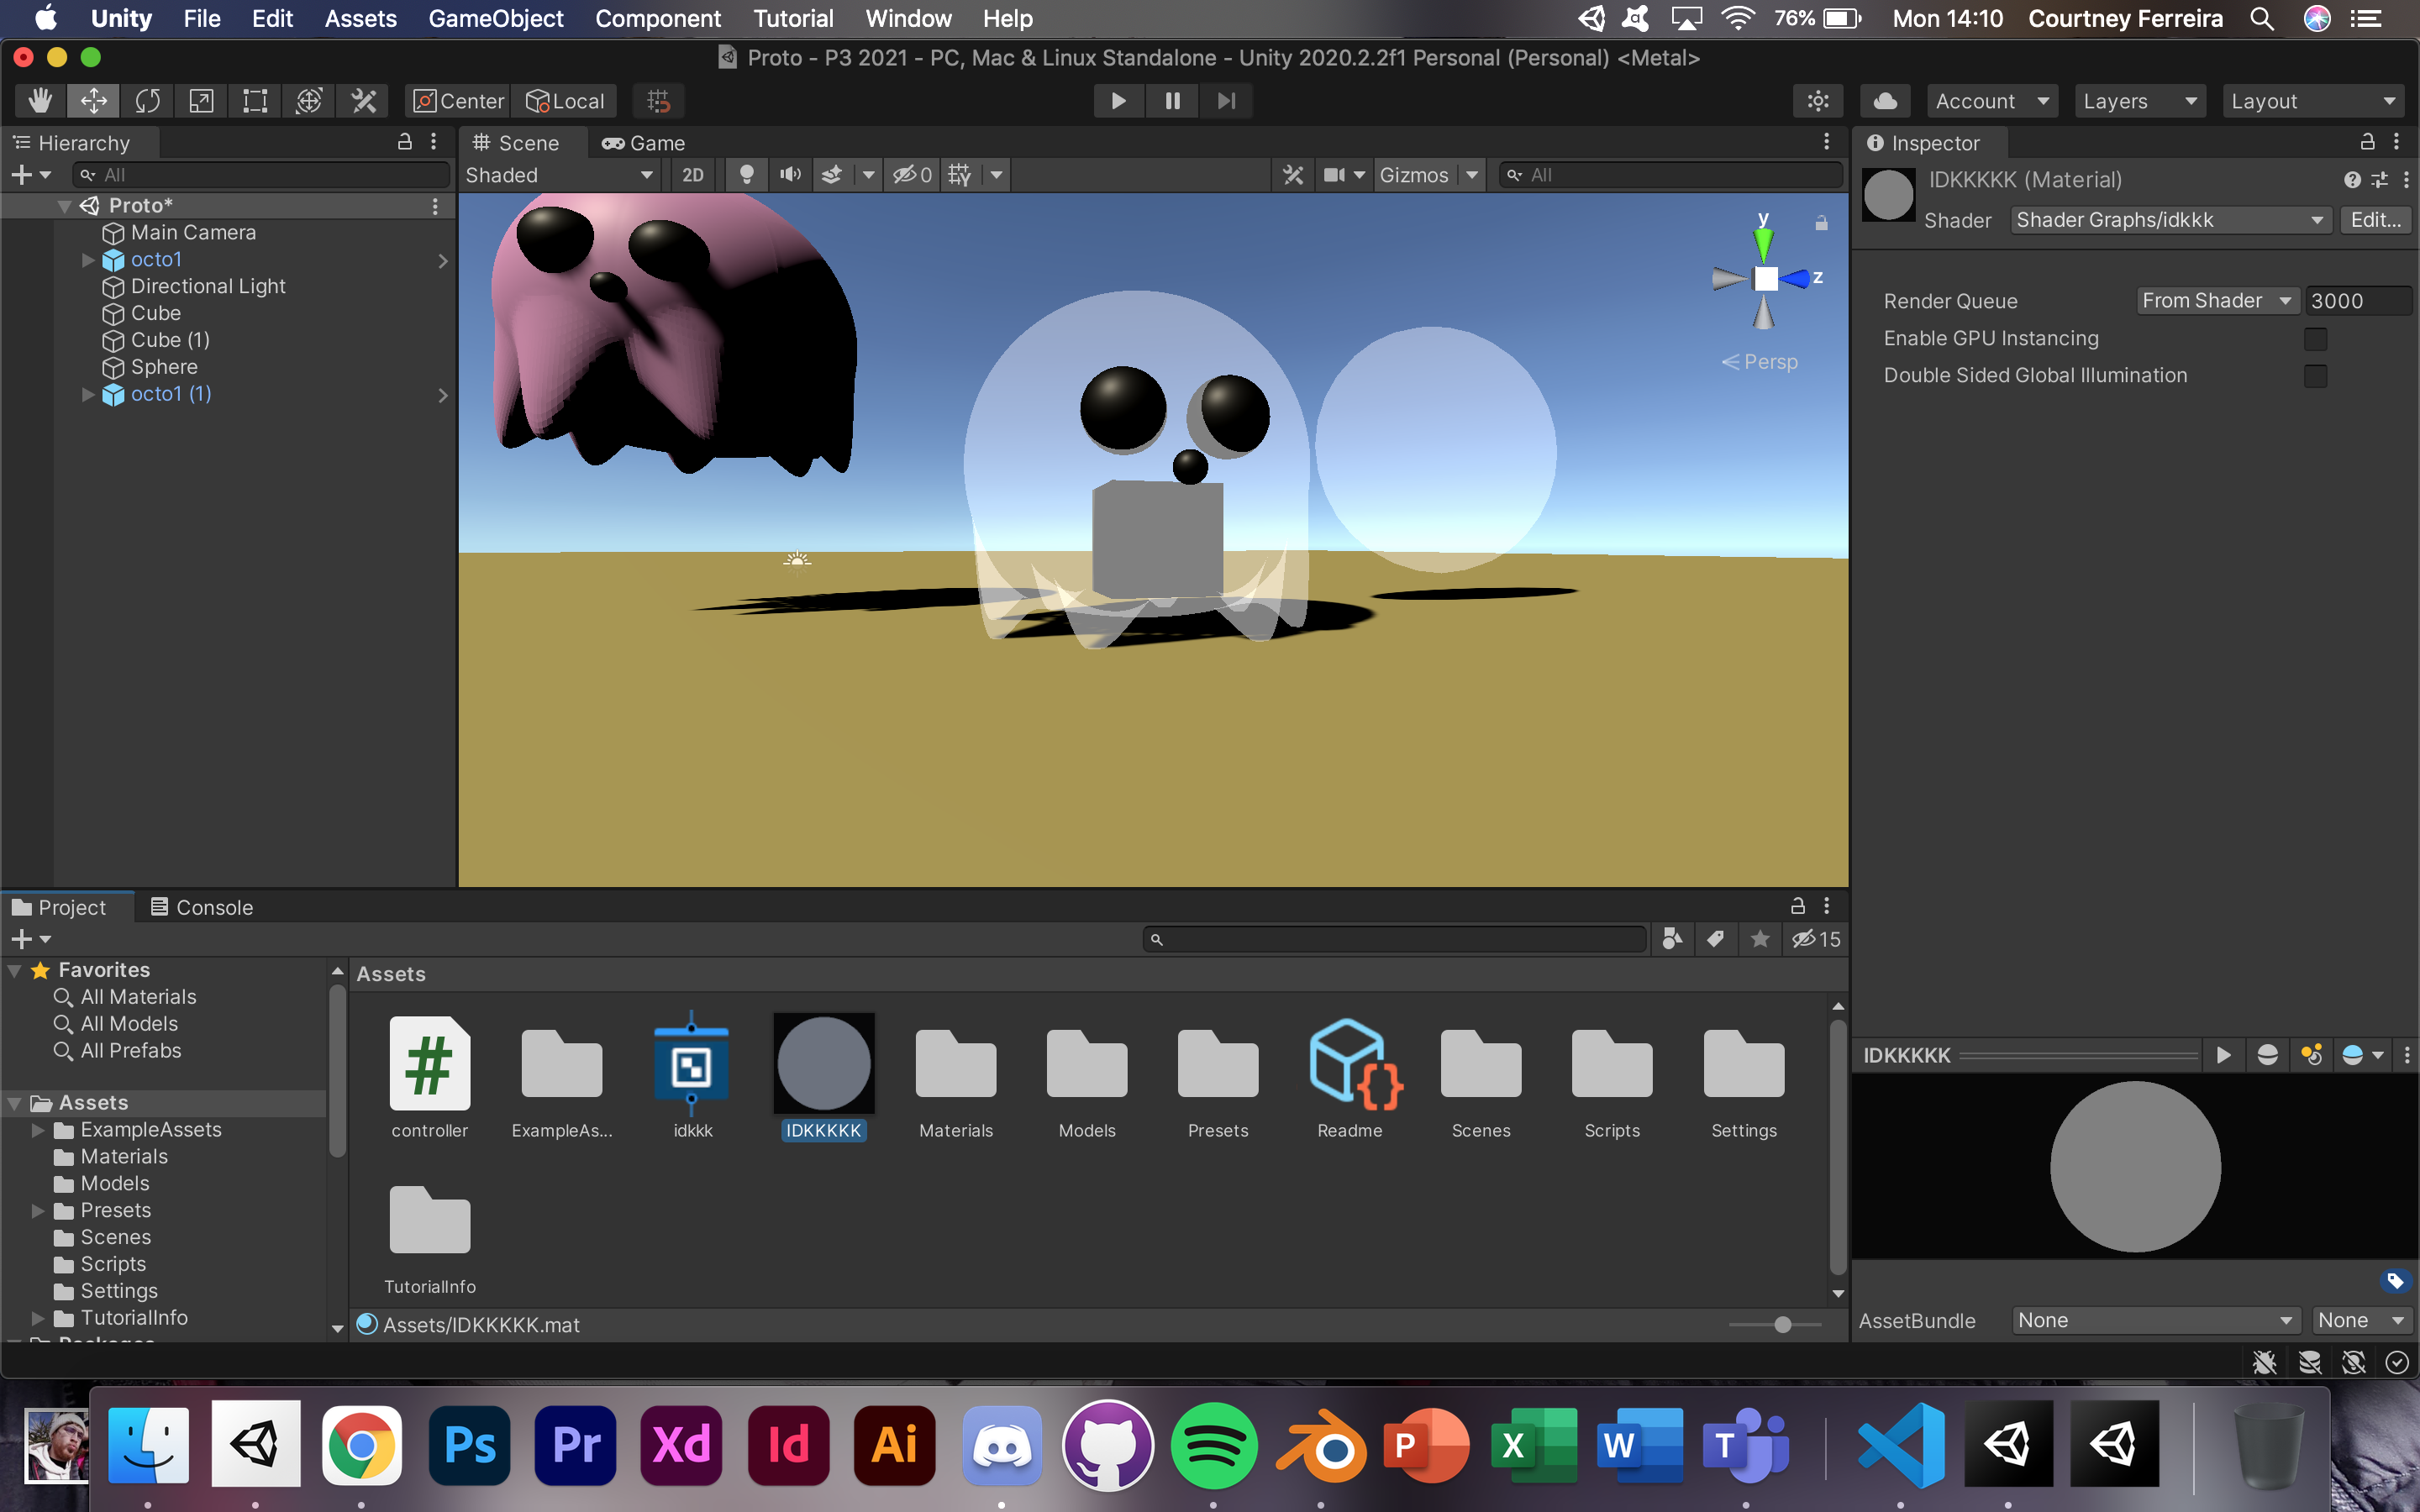 Unity File Edit Assets GameObject Component Tutorial Window Help 76% Mon 14:10 Courtney Ferreira
Proto - P3 2021 - PC, Mac & Linux Standalone - Unity 2020.2.2f1 Personal (Personal) <Metal>
Center Local Account Layers Layout
Hierarchy
All
Proto*
Main Camera
octo1
Directional Light
Cube
Cube (1)
Sphere
octo1 (1)
Scene Game
Shaded 2D 0 Gizmos All
y
z
Persp
Inspector
IDKKKKK (Material)
Shader Shader Graphs/idkkk Edit...
Render Queue From Shader 3000
Enable GPU Instancing
Double Sided Global Illumination
Project Console
15
Favorites
All Materials
All Models
All Prefabs
Assets
ExampleAssets
Materials
Models
Presets
Scenes
Scripts
Settings
TutorialInfo
Assets
controller ExampleAs... idkkk IDKKKKK Materials Models Presets Readme Scenes Scripts Settings
TutorialInfo
Assets/IDKKKKK.mat
IDKKKKK
AssetBundle None None
Ps Pr Xd Id Ai P X W T